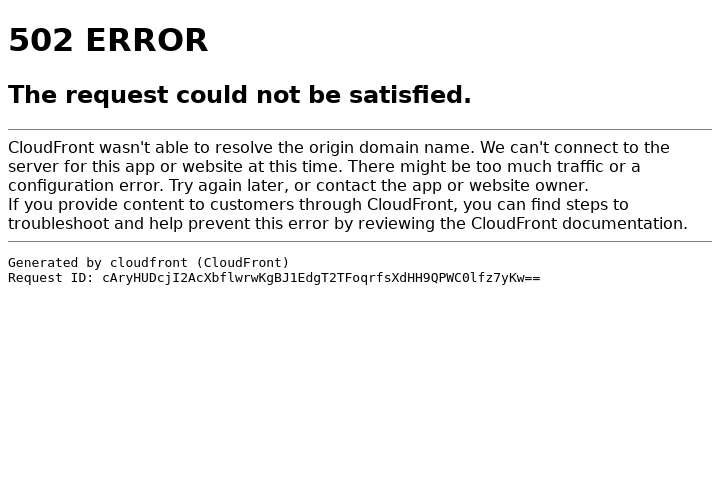 502 ERROR
The request could not be satisfied.
CloudFront wasn't able to resolve the origin domain name. We can't connect to the
server for this app or website at this time. There might be too much traffic or a
configuration error. Try again later, or contact the app or website owner.
If you provide content to customers through CloudFront, you can find steps to
troubleshoot and help prevent this error by reviewing the CloudFront documentation.
Generated by cloudfront (CloudFront)
Request ID: cAryHUDcjI2AcXbflwrwKgBJ1EdgT2TFoqrfsXdHH9QPWC0lfz7yKw==